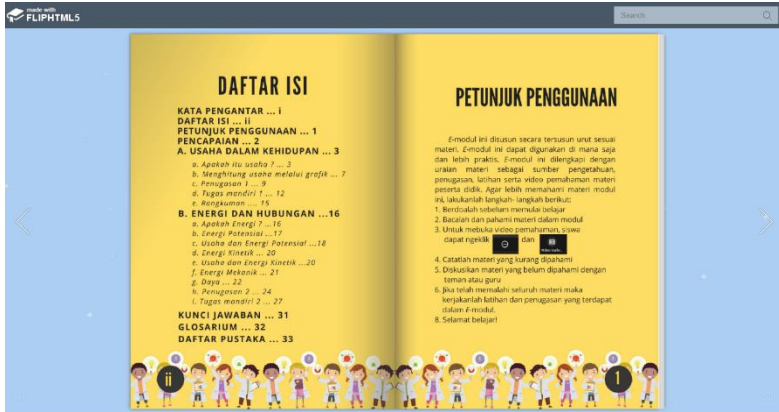 made with
FLIPHTML5
Search
DAFTAR ISI
KATA PENGANTAR ... i
DAFTAR ISI ... ii
PETUNJUK PENGGUNAAN ... 1
PENCAPAIAN ... 2
A. USAHA DALAM KEHIDUPAN ... 3
a. Apakah itu usaha ? ... 3
b. Menghitung usaha melalui grafik ... 7
c. Penugasan 1 ... 9
d. Tugas mandiri 1 ... 12
e. Rangkuman .... 15
B. ENERGI DAN HUBUNGAN ...16
a. Apakah Energi ? ...16
b. Energi Potensial ...17
c. Usaha dan Energi Potensial ...18
d. Energi Kinetik ... 20
e. Usaha dan Energi Kinetik ...20
f. Energi Mekanik ... 21
g. Daya ... 22
h. Penugasan 2 ... 24
i. Tugas mandiri 2 ... 27
KUNCI JAWABAN ... 31
GLOSARIUM ... 32
DAFTAR PUSTAKA ... 33
ii
PETUNJUK PENGGUNAAN
E-modul ini disusun secara tersusun urut sesuai
materi. E-modul ini dapat digunakan di mana saja
dan lebih praktis. E-modul ini dilengkapi dengan
uraian materi sebagai sumber pengetahuan,
penugasan, latihan serta video pemahaman materi
peserta didik. Agar lebih memahami materi modul
ini, lakukanlah langkah- langkah berikut;
1. Berdoalah sebelum memulai belajar
2. Bacalah dan pahami materi dalam modul
3. Untuk mebuka video pemahaman, siswa
dapat ngeklik dan
4. Catatlah materi yang kurang dipahami
5. Diskusikan materi yang belum dipahami dengan
teman atau guru
6. Jika telah memalahi seluruh materi maka
kerjakanlah latihan dan penugasan yang terdapat
dalam E-modul.
8. Selamat belajar!
1